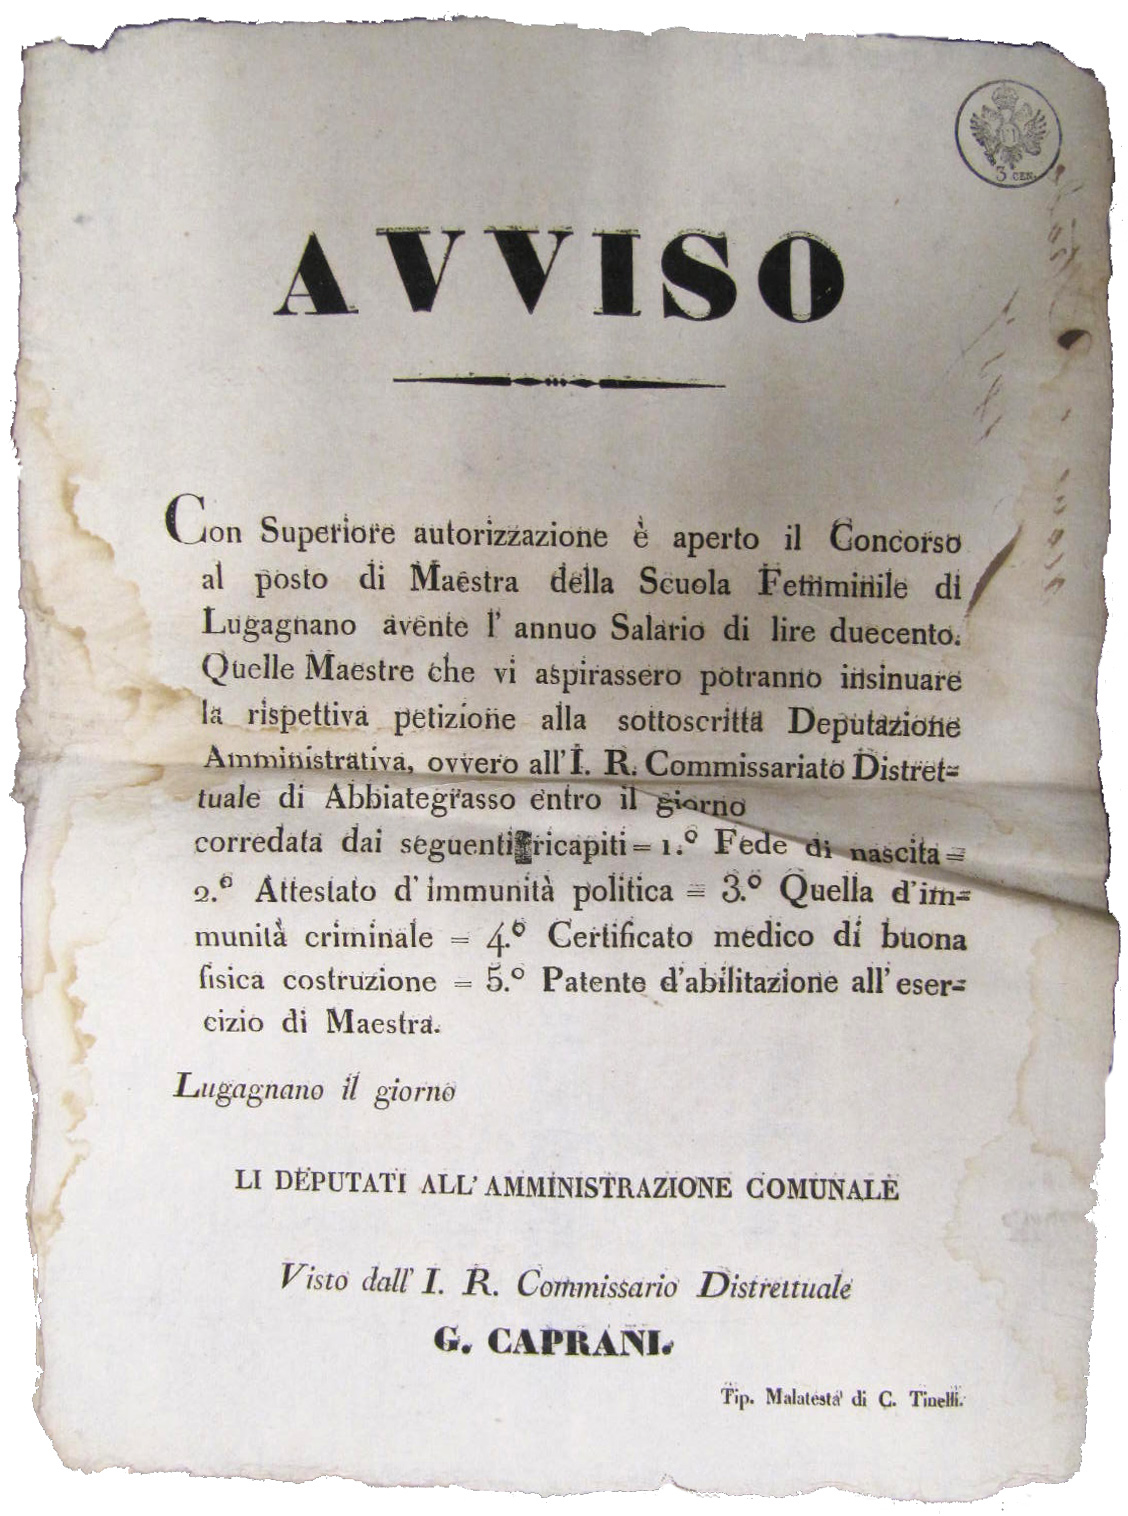 3 CEN.
AVVISO
Con Superiore autorizzazione è aperto il Concorso
al posto di Maestra della Scuola Femminile di
Lugagnano avente l' annuo Salario di lire duecento.
Quelle Maestre che vi aspirassero potranno insinuare
la rispettiva petizione alla sottoscritta Deputazione
Amministrativa, ovvero all' I. R. Commissariato Distret=
tuale di Abbiategrasso entro il giorno
corredata dai seguenti ricapiti = 1.º Fede di nascita =
2.º Attestato d' immunità politica = 3.º Quella d'im=
munità criminale = 4.º Certificato medico di buona
fisica costruzione = 5.º Patente d'abilitazione all' eser=
cizio di Maestra.
Lugagnano il giorno
LI DEPUTATI ALL' AMMINISTRAZIONE COMUNALE
Visto dall' I. R. Commissario Distrettuale
G. CAPRANI.
Tip. Malatesta di C. Tinelli.